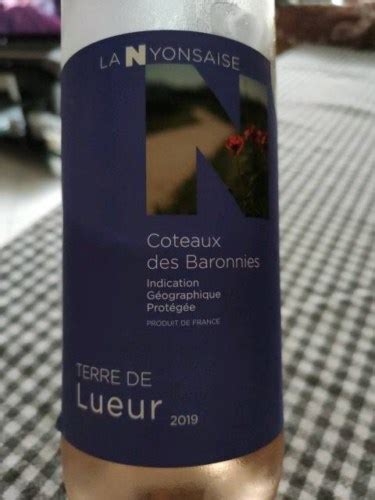 LA NYONSAISE
N
Coteaux
des Baronnies
Indication
Géographique
Protégée
PRODUIT DE FRANCE
TERRE DE
Lueur 2019